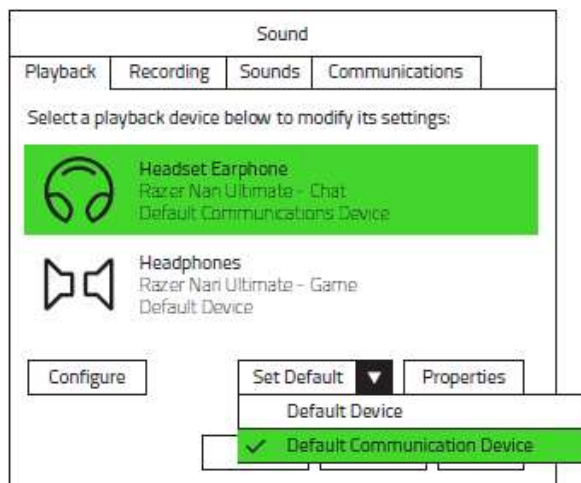 Sound
Playback Recording Sounds Communications
Select a playback device below to modify its settings:
Headset Earphone
Razer Nari Ultimate - Chat
Default Communications Device
Headphones
Razer Nari Ultimate - Game
Default Device
Configure Set Default Properties
Default Device
Default Communication Device